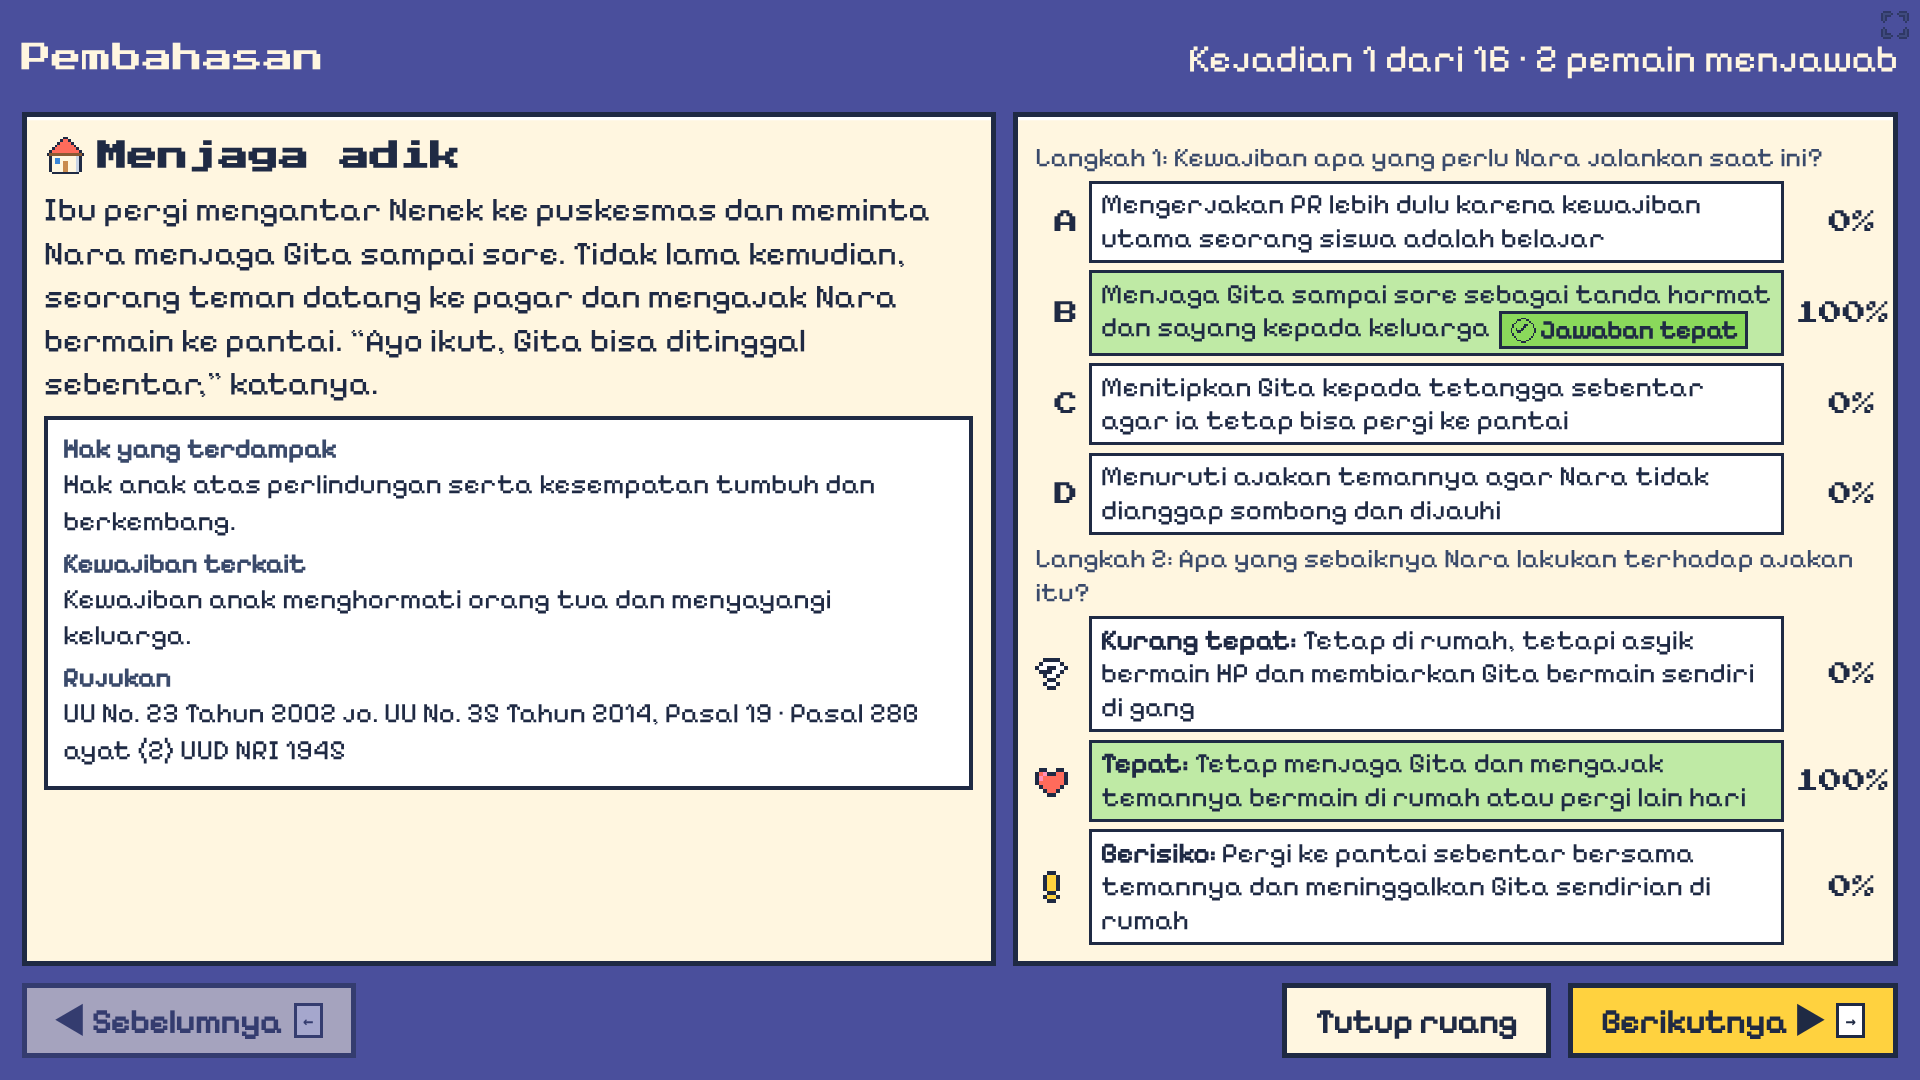 Pembahasan
Kejadian 1 dari 16 · 2 pemain menjawab
Menjaga adik
Ibu pergi mengantar Nenek ke puskesmas dan meminta
Nara menjaga Gita sampai sore. Tidak lama kemudian,
seorang teman datang ke pagar dan mengajak Nara
bermain ke pantai. “Ayo ikut, Gita bisa ditinggal
sebentar,” katanya.
Hak yang terdampak
Hak anak atas perlindungan serta kesempatan tumbuh dan
berkembang.
Kewajiban terkait
Kewajiban anak menghormati orang tua dan menyayangi
keluarga.
Rujukan
UU No. 23 Tahun 2002 jo. UU No. 35 Tahun 2014, Pasal 19 · Pasal 28B
ayat (2) UUD NRI 1945
Langkah 1: Kewajiban apa yang perlu Nara jalankan saat ini?
A
Mengerjakan PR lebih dulu karena kewajiban
utama seorang siswa adalah belajar
0%
B
Menjaga Gita sampai sore sebagai tanda hormat
dan sayang kepada keluarga Jawaban tepat
100%
C
Menitipkan Gita kepada tetangga sebentar
agar ia tetap bisa pergi ke pantai
0%
D
Menuruti ajakan temannya agar Nara tidak
dianggap sombong dan dijauhi
0%
Langkah 2: Apa yang sebaiknya Nara lakukan terhadap ajakan
itu?
Kurang tepat: Tetap di rumah, tetapi asyik
bermain HP dan membiarkan Gita bermain sendiri
di gang
0%
Tepat: Tetap menjaga Gita dan mengajak
temannya bermain di rumah atau pergi lain hari
100%
Berisiko: Pergi ke pantai sebentar bersama
temannya dan meninggalkan Gita sendirian di
rumah
0%
◀ Sebelumnya ←
Tutup ruang
Berikutnya ▶ →